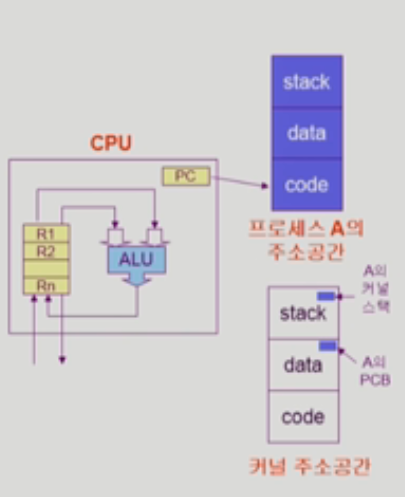 stack
data
code
CPU
PC
R1
R2
Rn
ALU
프로세스 A의
주소공간
A의
커널
스택
stack
data
A의
PCB
code
커널 주소공간